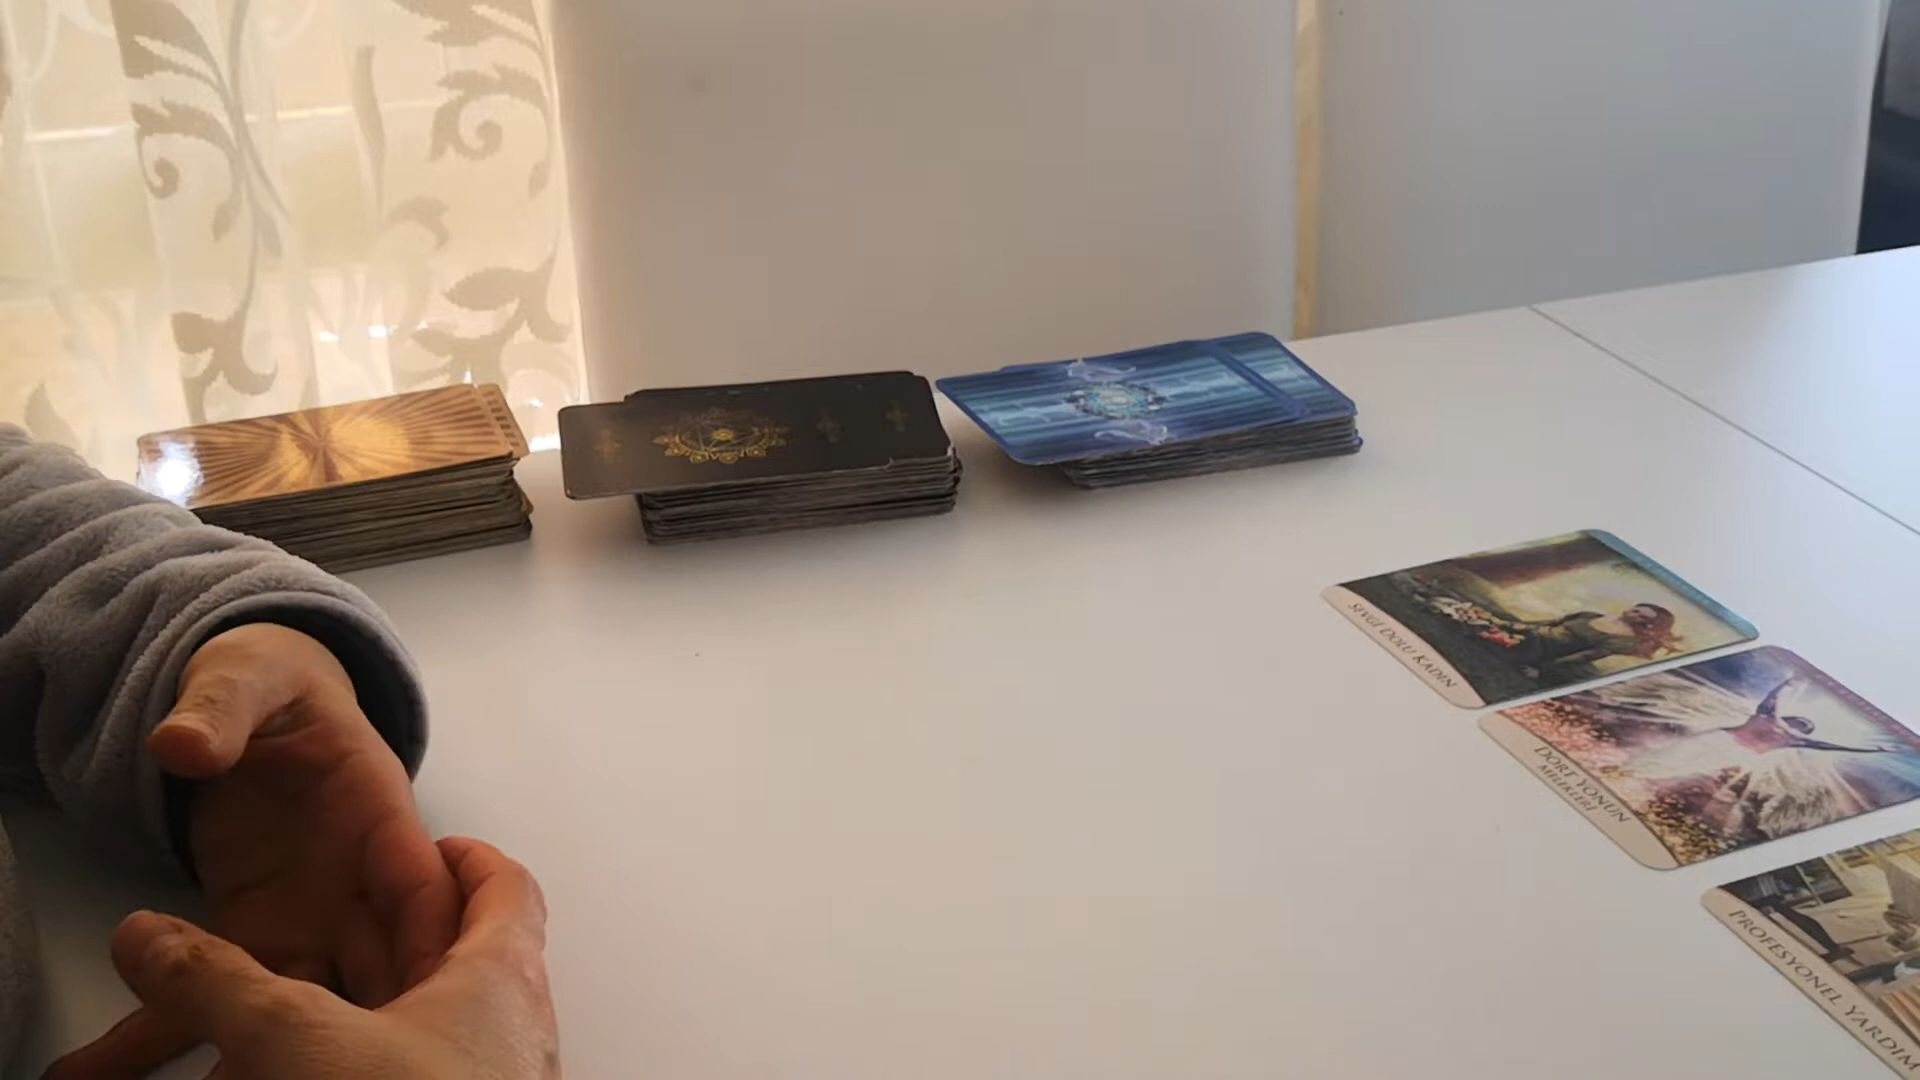 SEVGİ DOLU KADIN
DÖRT YÖNÜN
MELEKLERİ
PROFESYONEL YARDIM